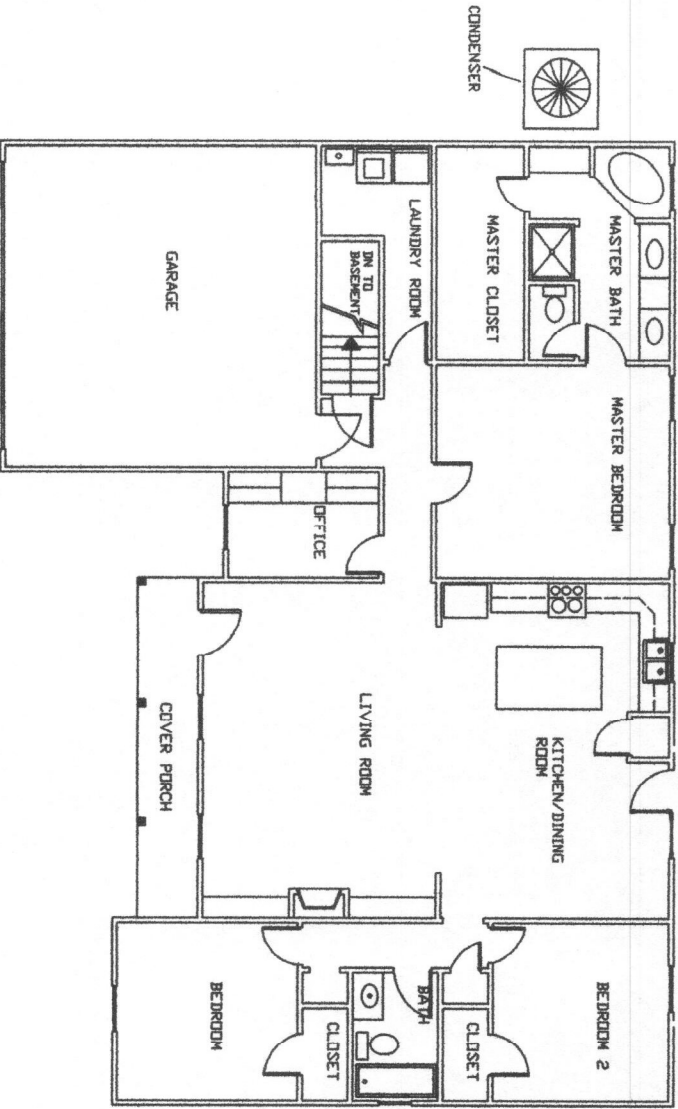 CONDENSER
MASTER BATH
MASTER CLOSET
LAUNDRY ROOM
DN TO
BASEMENT
GARAGE
MASTER BEDROOM
OFFICE
KITCHEN/DINING
ROOM
LIVING ROOM
COVER PORCH
BEDROOM 2
CLOSET
BATH
CLOSET
BEDROOM